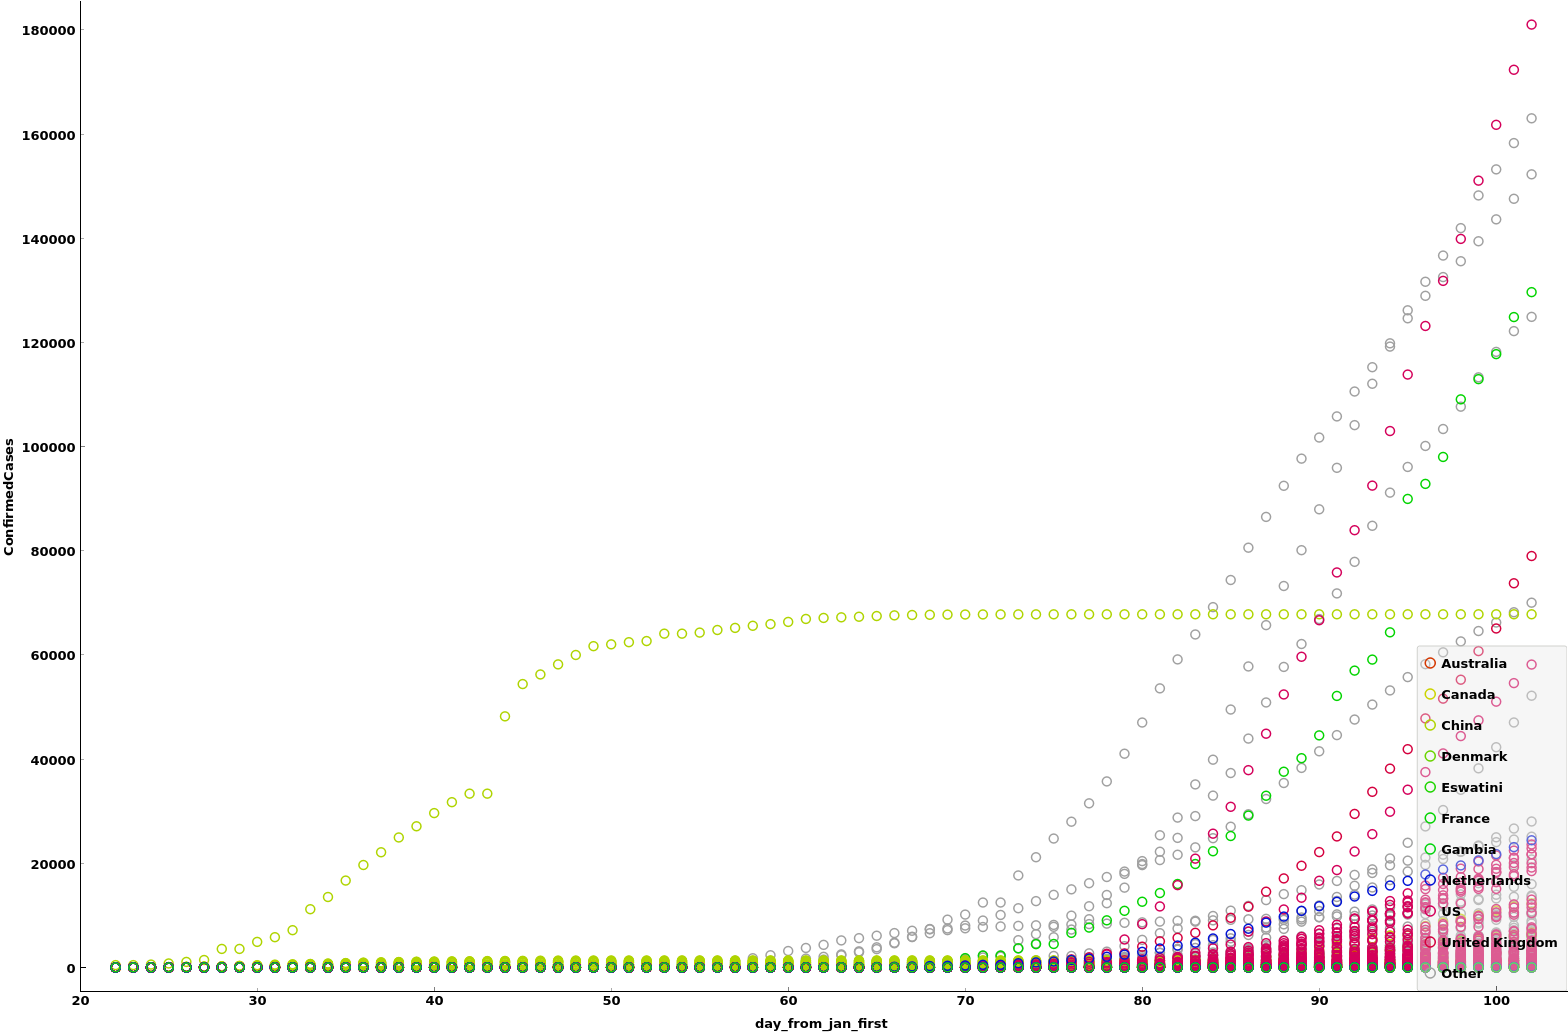 180000
160000
140000
120000
100000
80000
60000
40000
20000
0
ConfirmedCases
20 30 40 50 60 70 80 90 100
day_from_jan_first
Australia
Canada
China
Denmark
Eswatini
France
Gambia
Netherlands
US
United Kingdom
Other